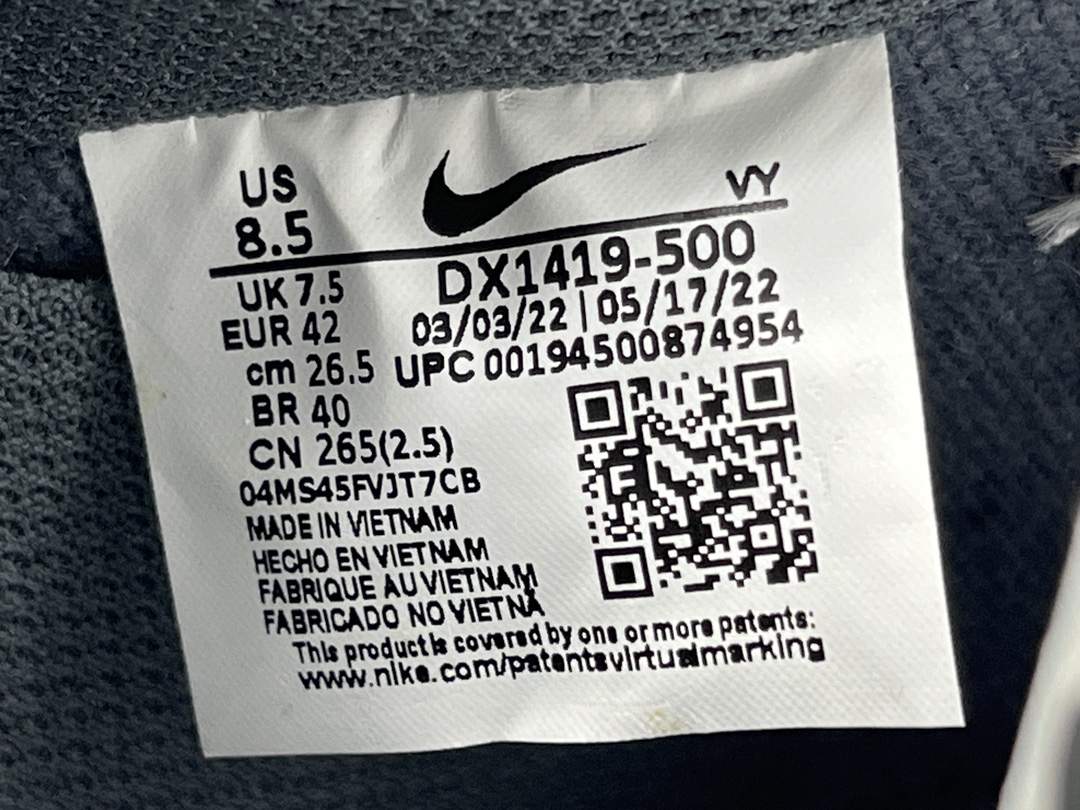 US
8.5
VY
UK 7.5
EUR 42
cm 26.5
BR 40
CN 265(2.5)
DX1419-500
03/03/22 | 05/17/22
UPC 00194500874954
04MS45FVJT7CB
MADE IN VIETNAM
HECHO EN VIETNAM
FABRIQUE AU VIETNAM
FABRICADO NO VIETNÃ
This product is covered by one or more patents:
www.nike.com/patentsvirtualmarking